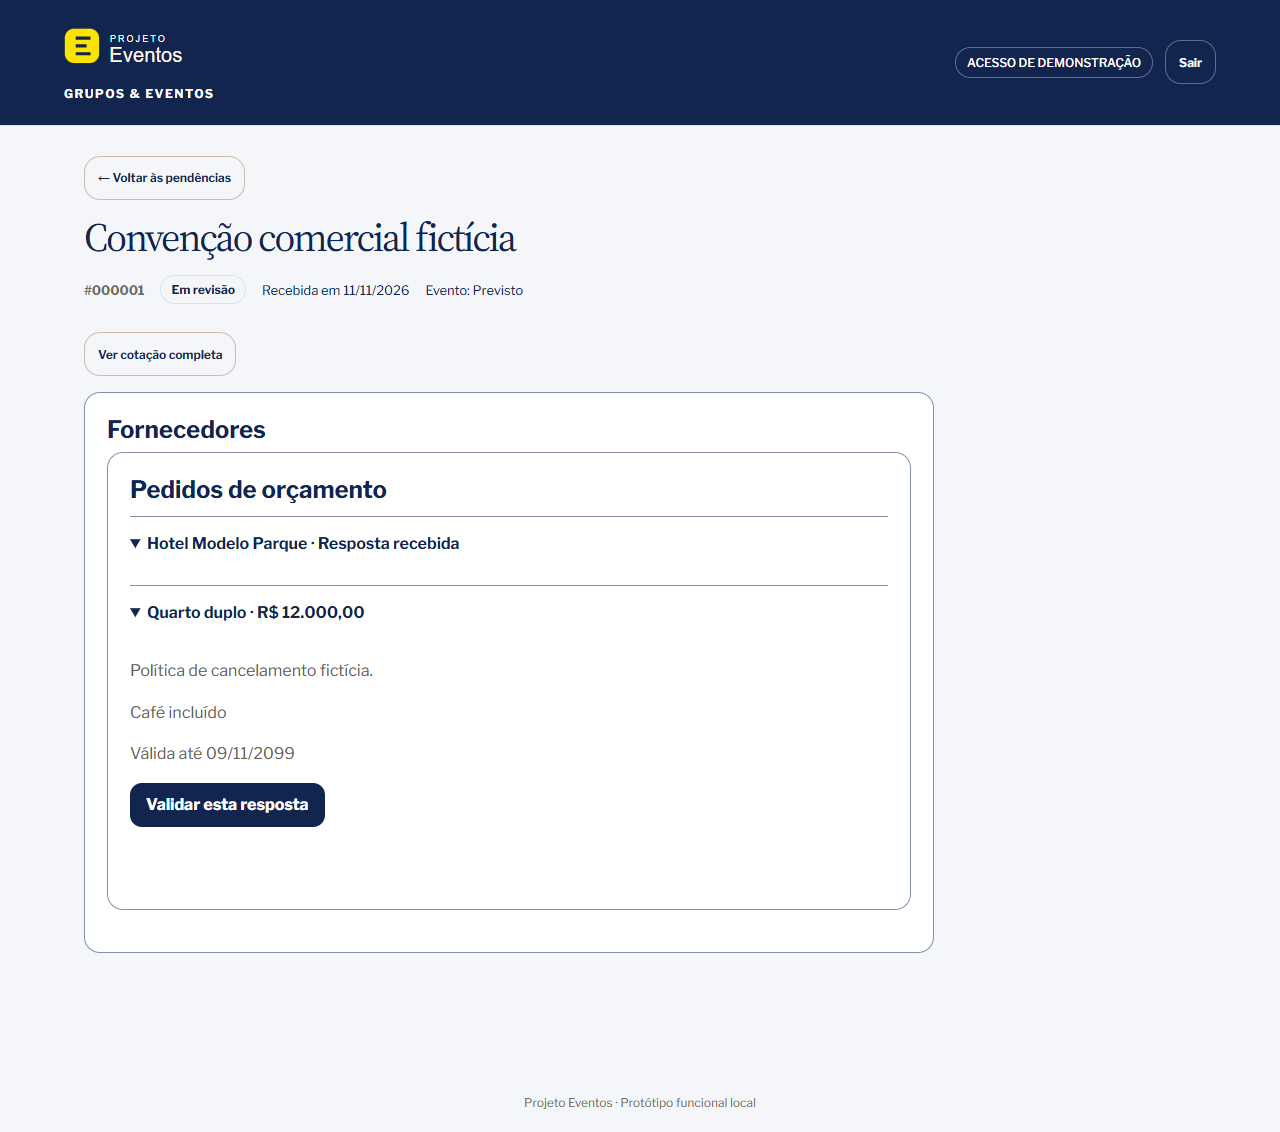 PROJETO
Eventos
GRUPOS & EVENTOS
ACESSO DE DEMONSTRAÇÃO
Sair
← Voltar às pendências
Convenção comercial fictícia
#000001 Em revisão Recebida em 11/11/2026 Evento: Previsto
Ver cotação completa
Fornecedores
Pedidos de orçamento
▼ Hotel Modelo Parque · Resposta recebida
▼ Quarto duplo · R$ 12.000,00
Política de cancelamento fictícia.
Café incluído
Válida até 09/11/2099
Validar esta resposta
Projeto Eventos · Protótipo funcional local